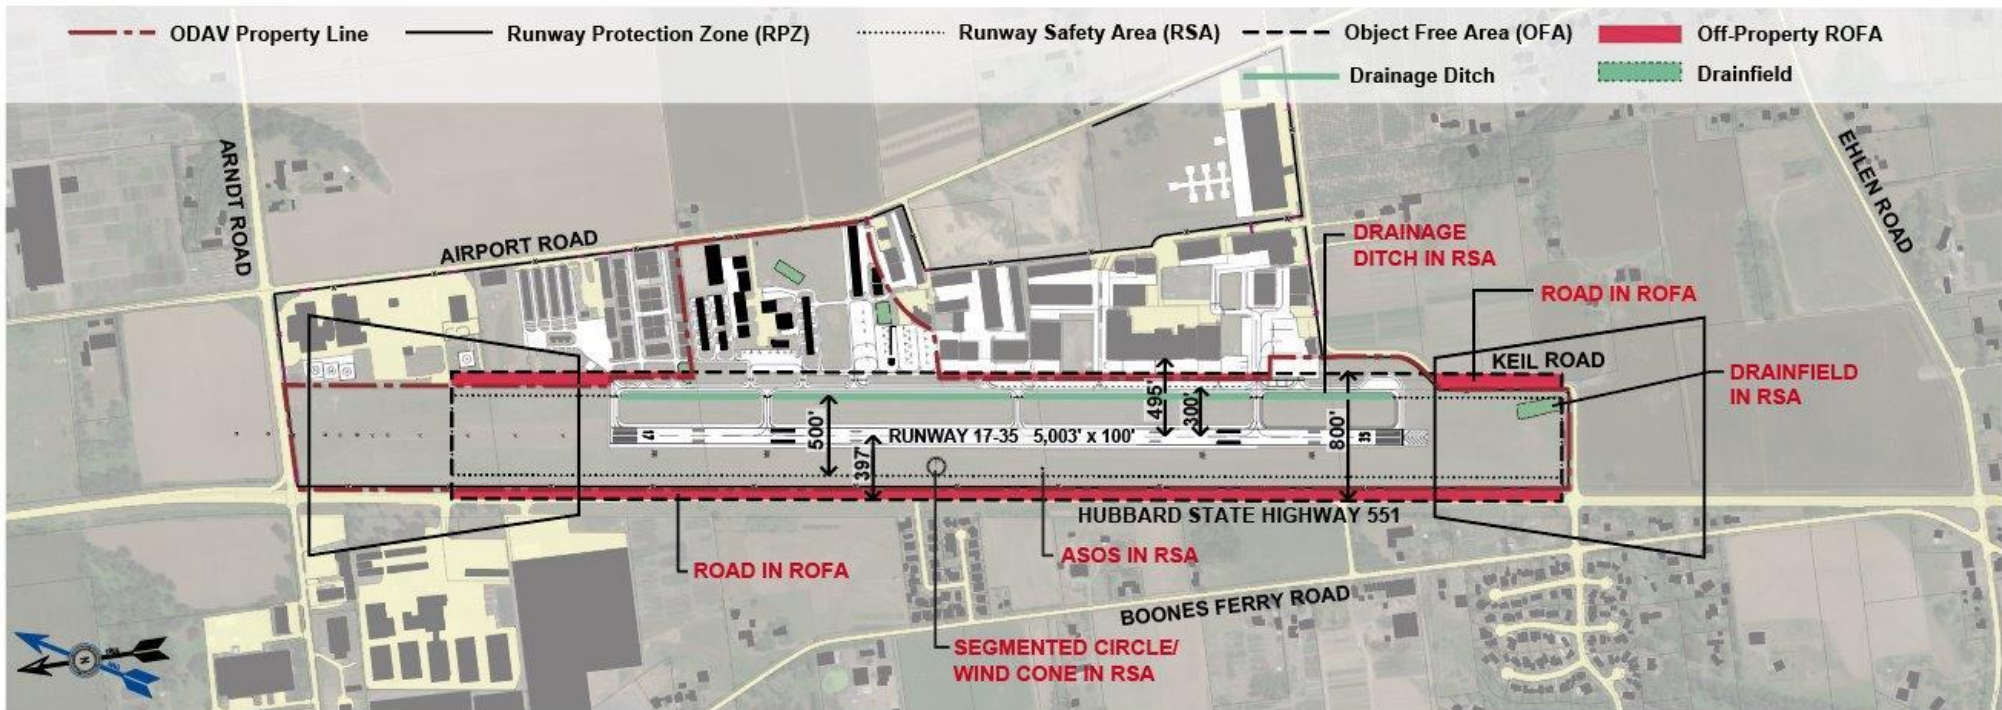 ODAV Property Line
Runway Protection Zone (RPZ)
Runway Safety Area (RSA)
Object Free Area (OFA)
Off-Property ROFA
Drainage Ditch
Drainfield
ARNDT ROAD
AIRPORT ROAD
EHLEN ROAD
DRAINAGE
DITCH IN RSA
ROAD IN ROFA
KEIL ROAD
DRAINFIELD
IN RSA
495'
300'
500'
397'
800'
17
RUNWAY 17-35 5,003' x 100'
35
HUBBARD STATE HIGHWAY 551
ROAD IN ROFA
ASOS IN RSA
BOONES FERRY ROAD
SEGMENTED CIRCLE/
WIND CONE IN RSA
N